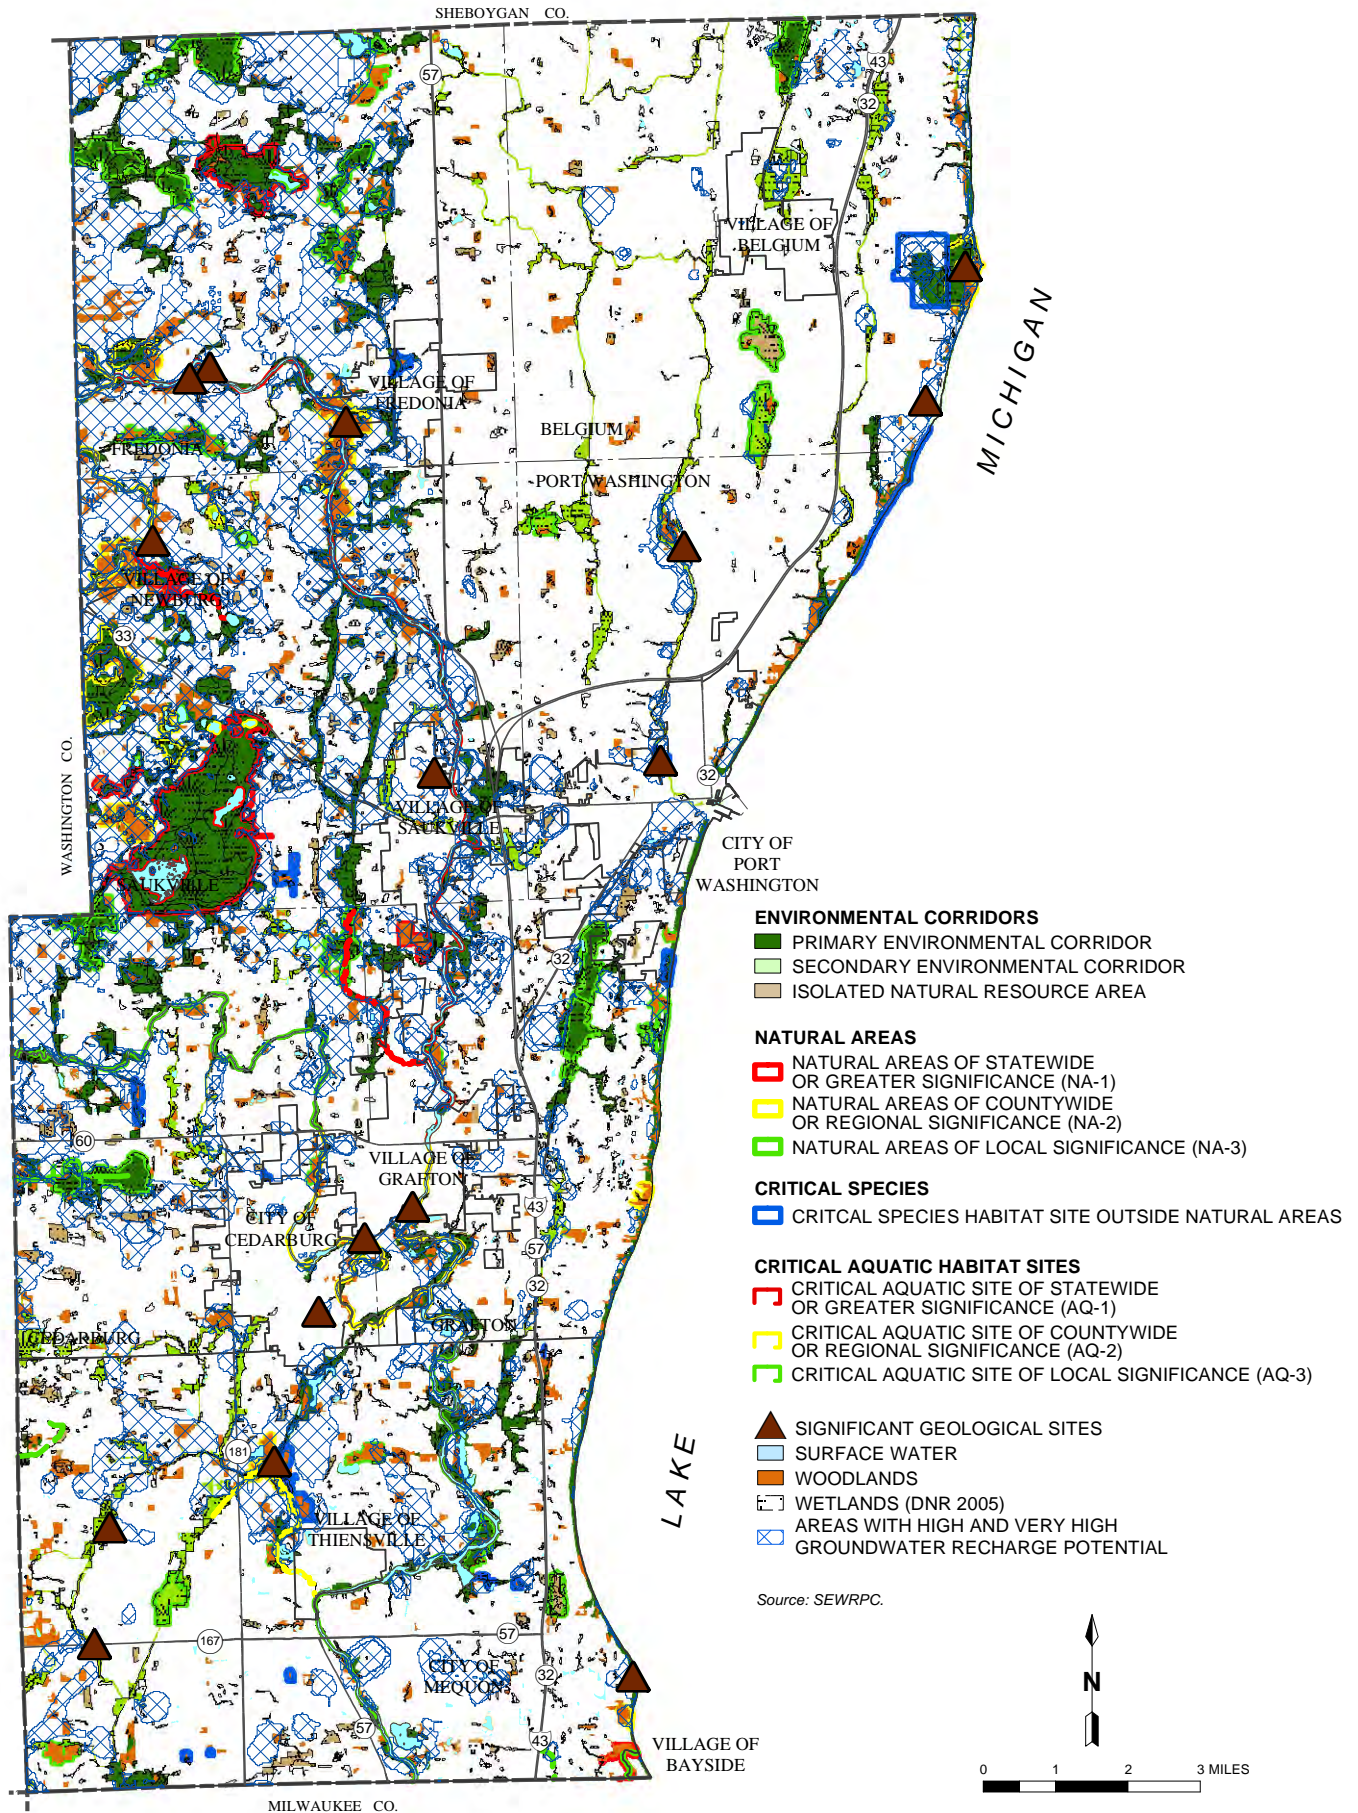 SHEBOYGAN CO.
57
43
32
VILLAGE OF
BELGIUM
MICHIGAN
VILLAGE OF
FREDONIA
BELGIUM
FREDONIA
PORT WASHINGTON
VILLAGE OF
NEWBURG
33
WASHINGTON CO.
32
VILLAGE OF
SAUKVILLE
CITY OF
PORT
WASHINGTON
SAUKVILLE
32
ENVIRONMENTAL CORRIDORS
PRIMARY ENVIRONMENTAL CORRIDOR
SECONDARY ENVIRONMENTAL CORRIDOR
ISOLATED NATURAL RESOURCE AREA
NATURAL AREAS
NATURAL AREAS OF STATEWIDE
OR GREATER SIGNIFICANCE (NA-1)
NATURAL AREAS OF COUNTYWIDE
OR REGIONAL SIGNIFICANCE (NA-2)
NATURAL AREAS OF LOCAL SIGNIFICANCE (NA-3)
CRITICAL SPECIES
CRITCAL SPECIES HABITAT SITE OUTSIDE NATURAL AREAS
CRITICAL AQUATIC HABITAT SITES
CRITICAL AQUATIC SITE OF STATEWIDE
OR GREATER SIGNIFICANCE (AQ-1)
CRITICAL AQUATIC SITE OF COUNTYWIDE
OR REGIONAL SIGNIFICANCE (AQ-2)
CRITICAL AQUATIC SITE OF LOCAL SIGNIFICANCE (AQ-3)
SIGNIFICANT GEOLOGICAL SITES
SURFACE WATER
WOODLANDS
WETLANDS (DNR 2005)
AREAS WITH HIGH AND VERY HIGH
GROUNDWATER RECHARGE POTENTIAL
Source: SEWRPC.
60
VILLAGE OF
GRAFTON
43
CITY OF
CEDARBURG
57
32
GRAFTON
CEDARBURG
LAKE
181
VILLAGE OF
THIENSVILLE
167
57
CITY OF
MEQUON
32
57
43
VILLAGE OF
BAYSIDE
MILWAUKEE CO.
N
0 1 2 3 MILES